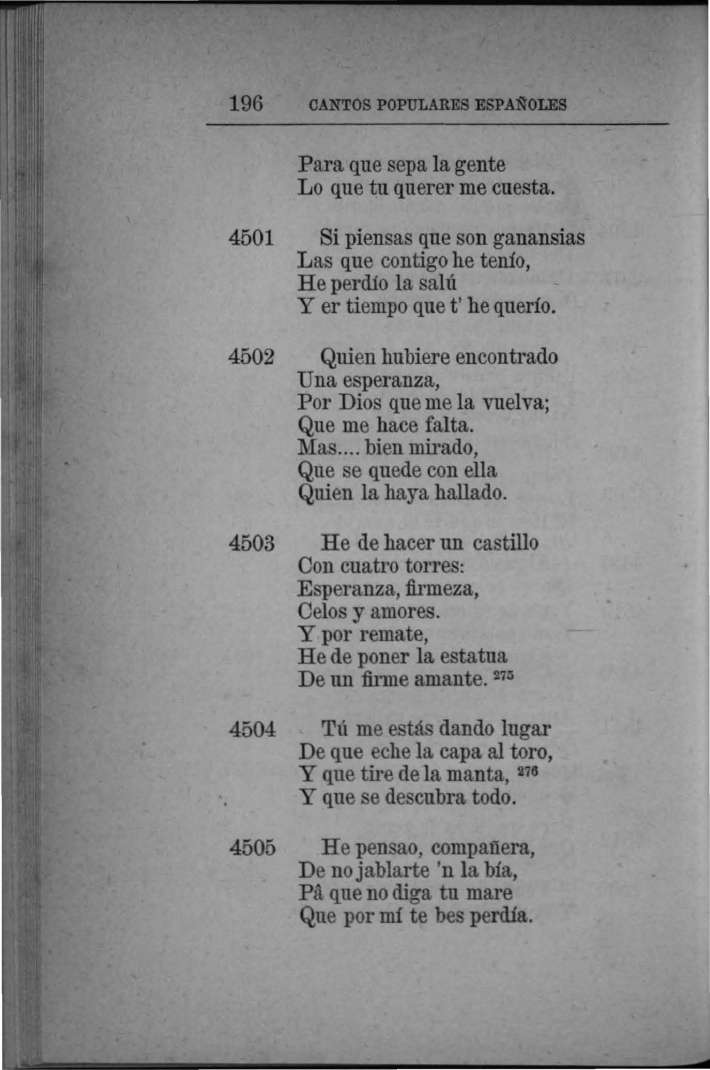 196 CANTOS POPULARES ESPAÑOLES
Para que sepa la gente
Lo que tu querer me cuesta.
4501 Si piensas que son ganansias
Las que contigo he tenío,
He perdío la salú
Y er tiempo que t' he querío.
4502 Quien hubiere encontrado
Una esperanza,
Por Dios que me la vuelva;
Que me hace falta.
Mas.... bien mirado,
Que se quede con ella
Quien la haya hallado.
4503 He de hacer un castillo
Con cuatro torres:
Esperanza, firmeza,
Celos y amores.
Y por remate,
He de poner la estatua
De un firme amante. 275
4504 Tú me estás dando lugar
De que eche la capa al toro,
Y que tire de la manta, 276
Y que se descubra todo.
4505 He pensao, compañera,
De no jablarte 'n la bía,
Pâ que no diga tu mare
Que por mí te bes perdía.